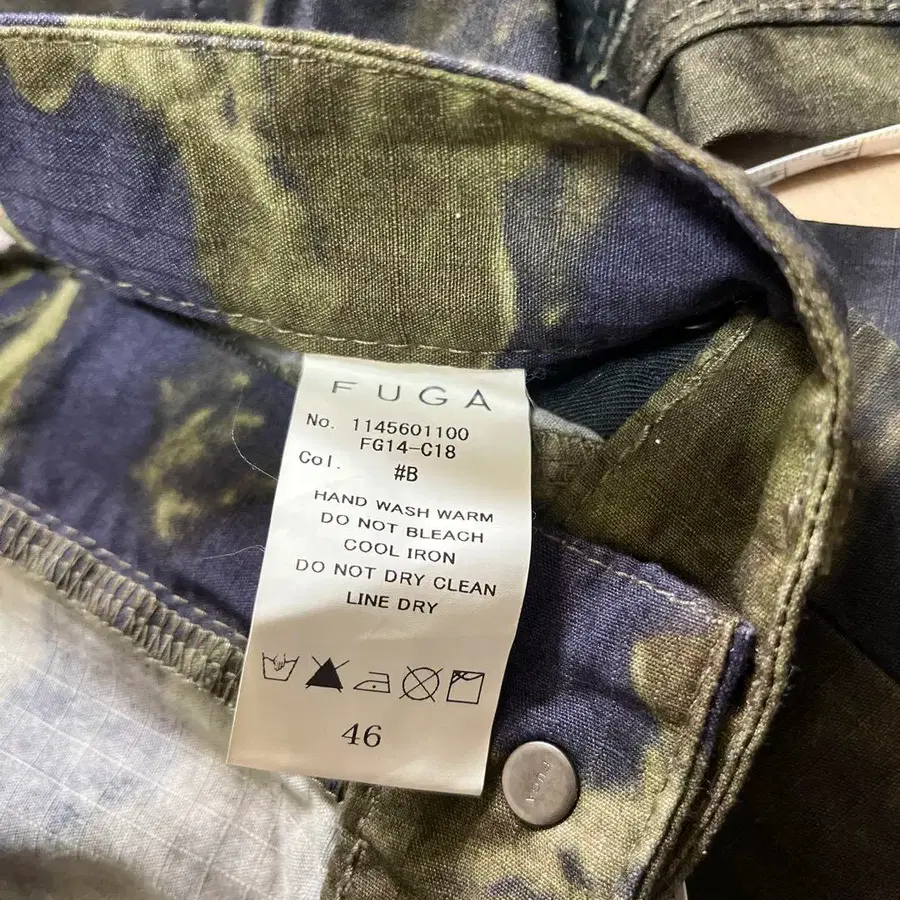 FUGA
No. 1145601100
FG14-C18
Col. #B
HAND WASH WARM
DO NOT BLEACH
COOL IRON
DO NOT DRY CLEAN
LINE DRY
46